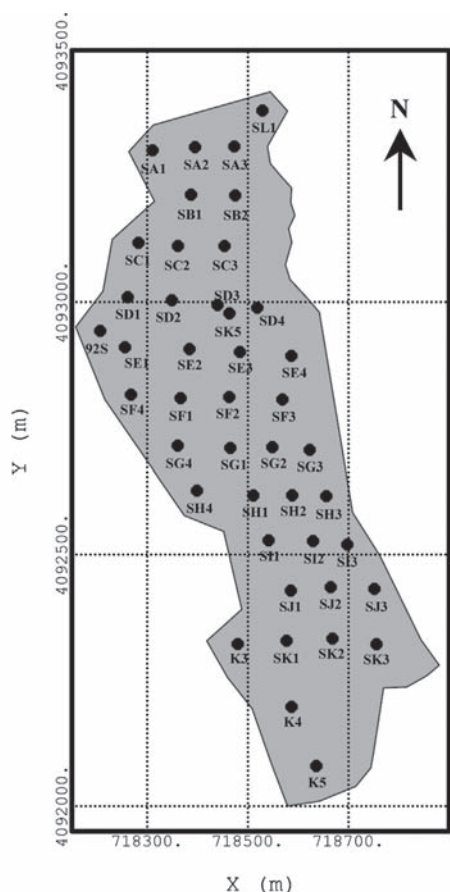 4093500.
N
SL1
SA1 SA2 SA3
SB1 SB2
SC1 SC2 SC3
4093000.
SD1 SD2 SD3 SD4
SK5
92S SE1 SE2 SE3 SE4
SF4 SF1 SF2 SF3
SG4 SG1 SG2 SG3
SH4 SH1 SH2 SH3
4092500.
SI1 SI2 SI3
SJ1 SJ2 SJ3
K3 SK1 SK2 SK3
K4
K5
4092000.
Y (m)
718300. 718500. 718700.
X (m)